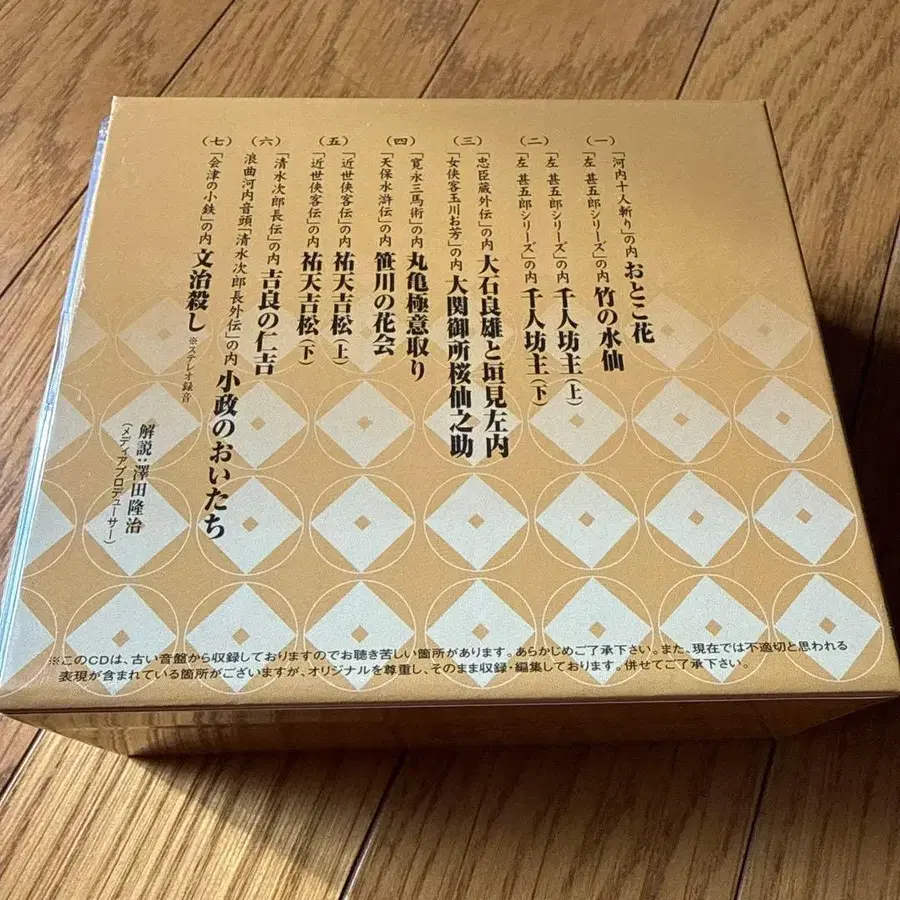 (一)
「河内十人斬り」の内 おとこ花
「左 甚五郎シリーズ」の内 竹の水仙
(二)
「左 甚五郎シリーズ」の内 千人坊主(上)
「左 甚五郎シリーズ」の内 千人坊主(下)
(三)
「忠臣蔵外伝」の内 大石良雄と垣見左内
「女侠客玉川お芳」の内 大関御所桜仙之助
(四)
「寛永三馬術」の内 丸亀極意取り
「天保水滸伝」の内 笹川の花会
(五)
「近世侠客伝」の内 祐天吉松(上)
「近世侠客伝」の内 祐天吉松(下)
(六)
「清水次郎長伝」の内 吉良の仁吉
浪曲河内音頭「清水次郎長外伝」の内 小政のおいたち
(七)
「会津の小鉄」の内 文治殺し ※ステレオ録音
解説:澤田隆治
(メディアプロデューサー)
※このCDは、古い音盤から収録しておりますのでお聴き苦しい箇所があります。あらかじめご了承下さい。また、現在では不適切と思われる
表現が含まれている箇所がございますが、オリジナルを尊重し、そのまま収録・編集しております。併せてご了承下さい。